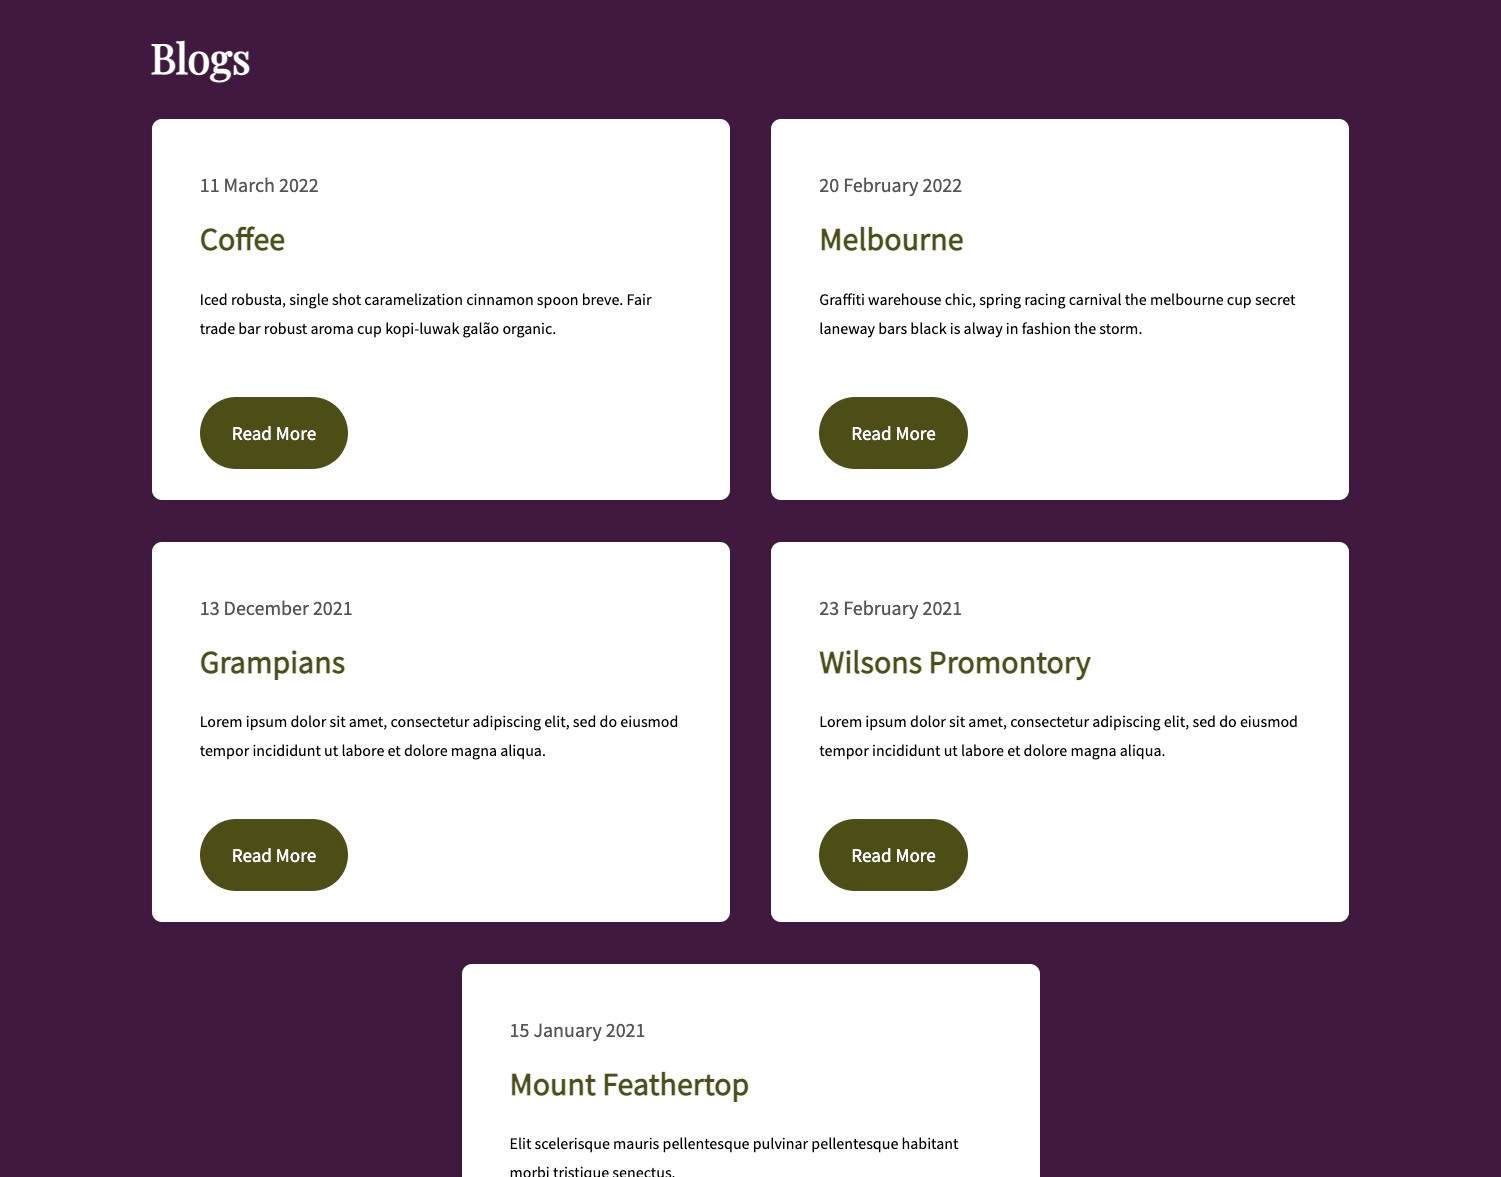 Blogs
11 March 2022
Coffee
Iced robusta, single shot caramelization cinnamon spoon breve. Fair
trade bar robust aroma cup kopi-luwak galão organic.
Read More
20 February 2022
Melbourne
Graffiti warehouse chic, spring racing carnival the melbourne cup secret
laneway bars black is alway in fashion the storm.
Read More
13 December 2021
Grampians
Lorem ipsum dolor sit amet, consectetur adipiscing elit, sed do eiusmod
tempor incididunt ut labore et dolore magna aliqua.
Read More
23 February 2021
Wilsons Promontory
Lorem ipsum dolor sit amet, consectetur adipiscing elit, sed do eiusmod
tempor incididunt ut labore et dolore magna aliqua.
Read More
15 January 2021
Mount Feathertop
Elit scelerisque mauris pellentesque pulvinar pellentesque habitant
morbi tristique senectus.